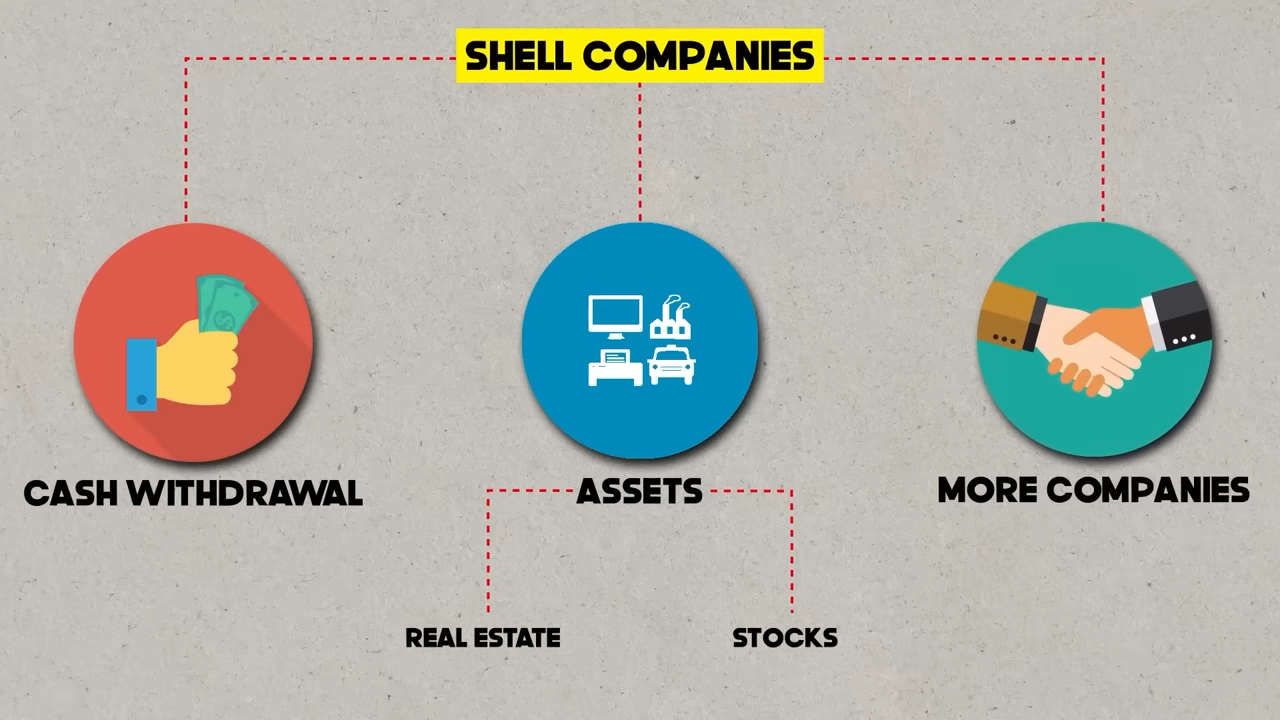 SHELL COMPANIES
CASH WITHDRAWAL
ASSETS
MORE COMPANIES
REAL ESTATE
STOCKS